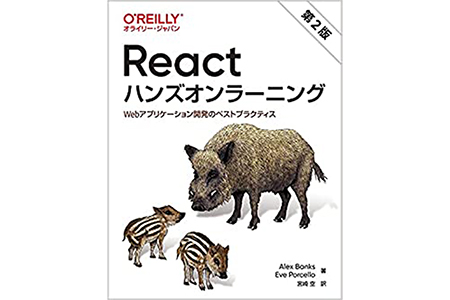 O'REILLY®
オライリー・ジャパン
第2版
React
ハンズオンラーニング
Webアプリケーション開発のベストプラクティス
Alex Banks
Eve Porcello 著
宮崎 空 訳